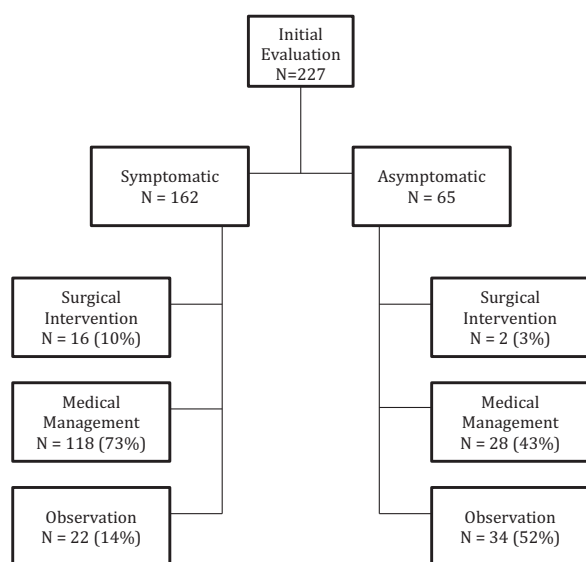 Initial
Evaluation
N=227
Symptomatic
N = 162
Asymptomatic
N = 65
Surgical
Intervention
N = 16 (10%)
Surgical
Intervention
N = 2 (3%)
Medical
Management
N = 118 (73%)
Medical
Management
N = 28 (43%)
Observation
N = 22 (14%)
Observation
N = 34 (52%)